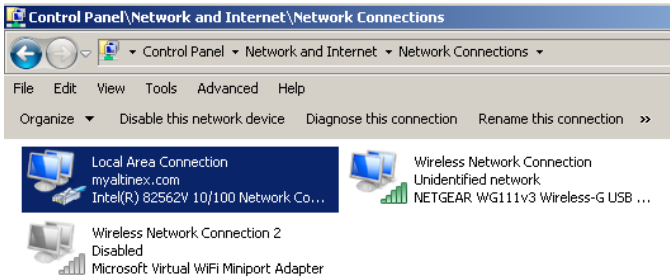 Control Panel\Network and Internet\Network Connections
Control Panel Network and Internet Network Connections
File Edit View Tools Advanced Help
Organize Disable this network device Diagnose this connection Rename this connection »
Local Area Connection
myaltinex.com
Intel(R) 82562V 10/100 Network Co...
Wireless Network Connection
Unidentified network
NETGEAR WG111v3 Wireless-G USB ...
Wireless Network Connection 2
Disabled
Microsoft Virtual WiFi Miniport Adapter